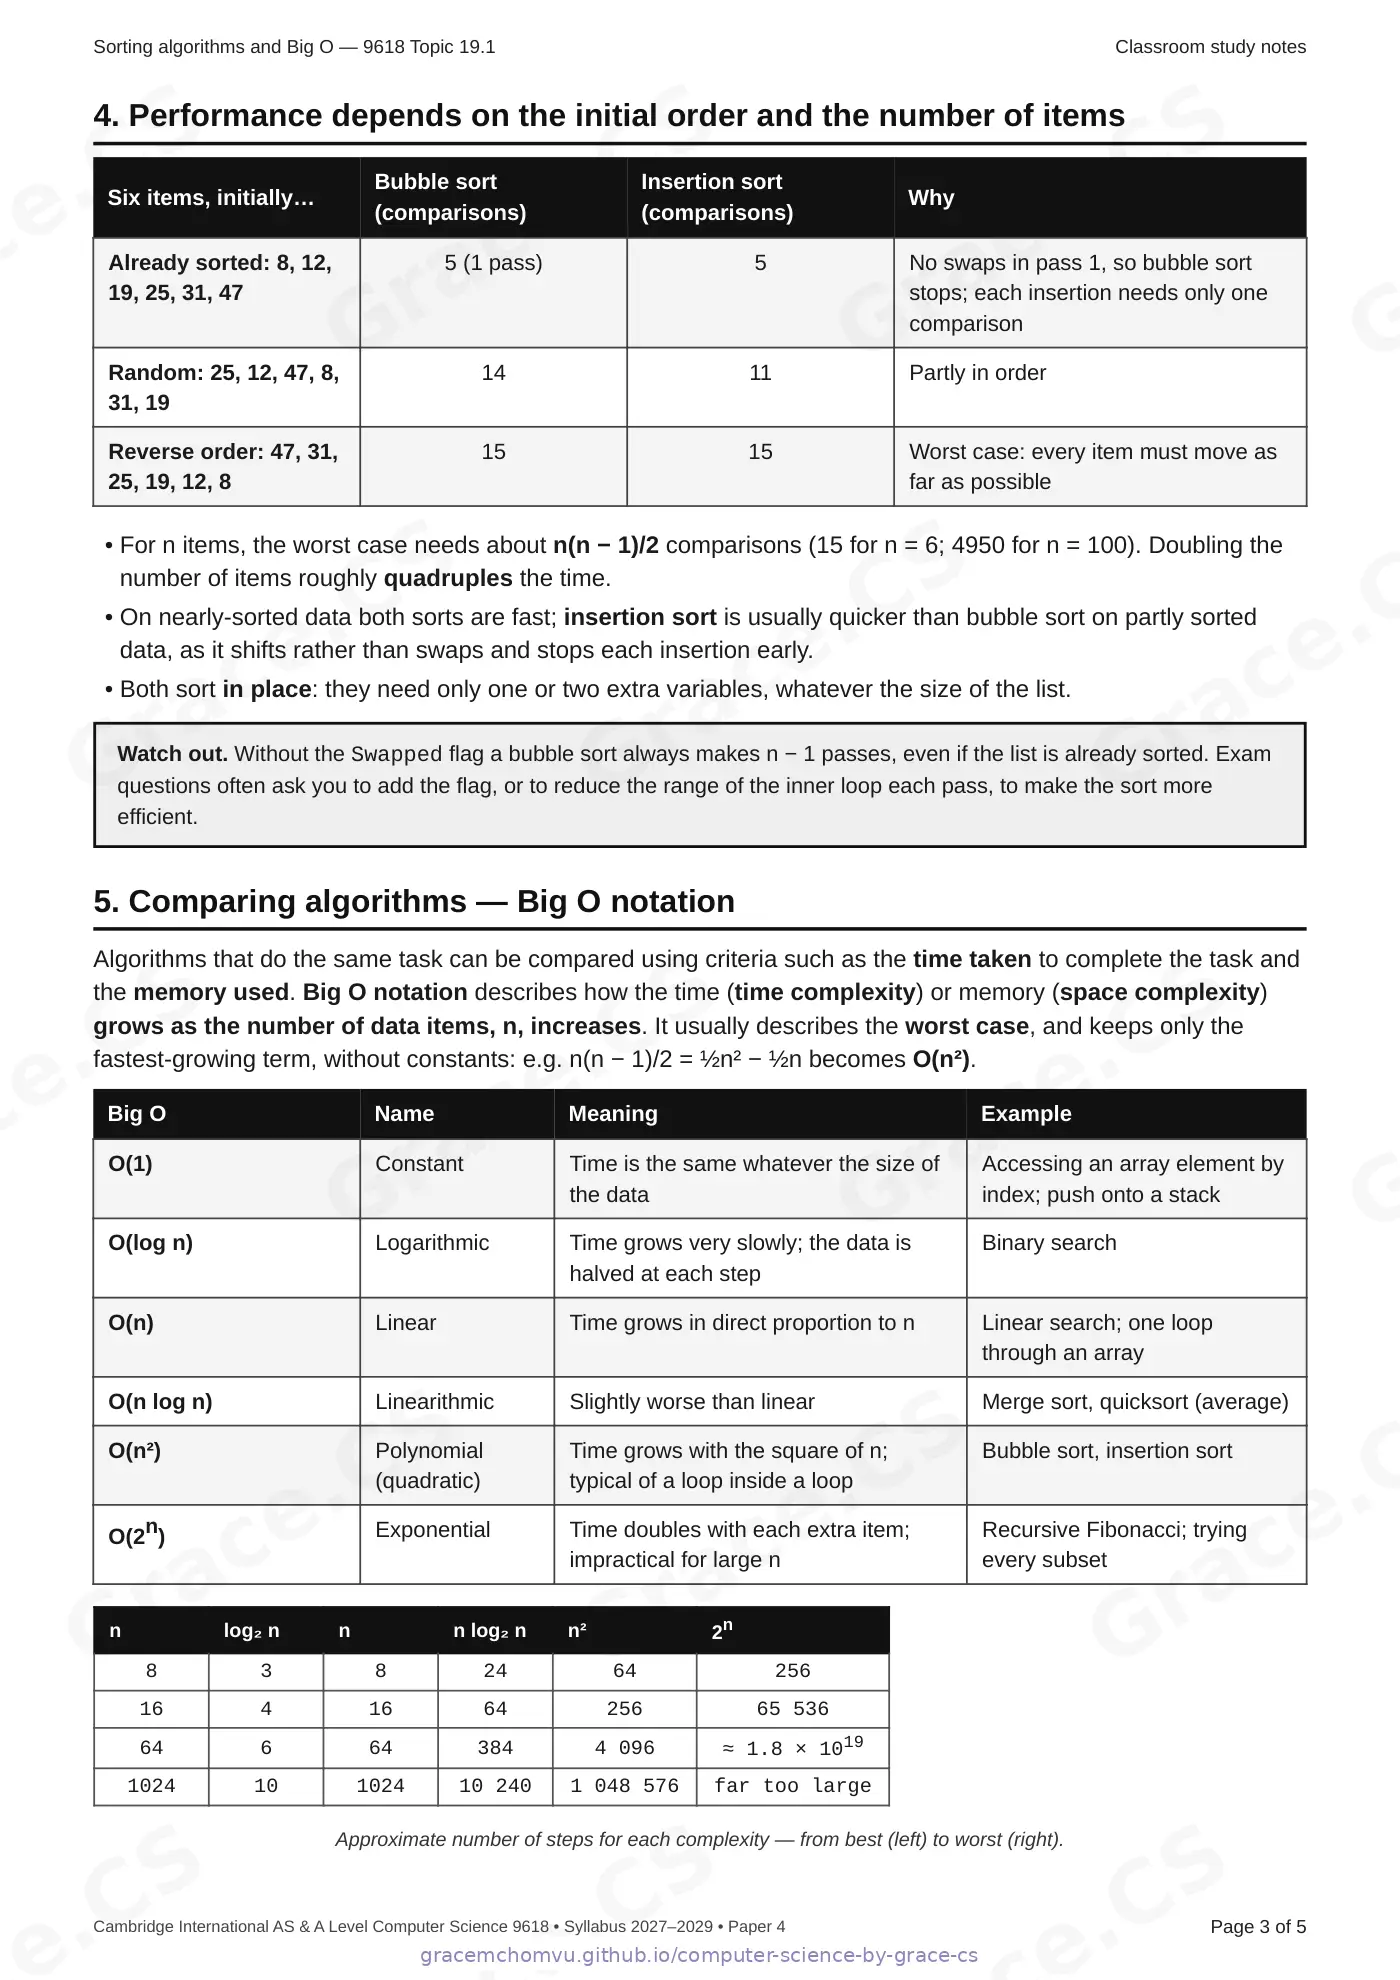 Sorting algorithms and Big O — 9618 Topic 19.1
Classroom study notes
4. Performance depends on the initial order and the number of items
Six items, initially…
Bubble sort
(comparisons)
Insertion sort
(comparisons)
Why
Already sorted: 8, 12,
19, 25, 31, 47
5 (1 pass)
5
No swaps in pass 1, so bubble sort
stops; each insertion needs only one
comparison
Random: 25, 12, 47, 8,
31, 19
14
11
Partly in order
Reverse order: 47, 31,
25, 19, 12, 8
15
15
Worst case: every item must move as
far as possible
• For n items, the worst case needs about n(n − 1)/2 comparisons (15 for n = 6; 4950 for n = 100). Doubling the
number of items roughly quadruples the time.
• On nearly-sorted data both sorts are fast; insertion sort is usually quicker than bubble sort on partly sorted
data, as it shifts rather than swaps and stops each insertion early.
• Both sort in place: they need only one or two extra variables, whatever the size of the list.
Watch out. Without the Swapped flag a bubble sort always makes n − 1 passes, even if the list is already sorted. Exam
questions often ask you to add the flag, or to reduce the range of the inner loop each pass, to make the sort more
efficient.
5. Comparing algorithms — Big O notation
Algorithms that do the same task can be compared using criteria such as the time taken to complete the task and
the memory used. Big O notation describes how the time (time complexity) or memory (space complexity)
grows as the number of data items, n, increases. It usually describes the worst case, and keeps only the
fastest-growing term, without constants: e.g. n(n − 1)/2 = ½n² − ½n becomes O(n²).
Big O
Name
Meaning
Example
O(1)
Constant
Time is the same whatever the size of
the data
Accessing an array element by
index; push onto a stack
O(log n)
Logarithmic
Time grows very slowly; the data is
halved at each step
Binary search
O(n)
Linear
Time grows in direct proportion to n
Linear search; one loop
through an array
O(n log n)
Linearithmic
Slightly worse than linear
Merge sort, quicksort (average)
O(n²)
Polynomial
(quadratic)
Time grows with the square of n;
typical of a loop inside a loop
Bubble sort, insertion sort
O(2ⁿ)
Exponential
Time doubles with each extra item;
impractical for large n
Recursive Fibonacci; trying
every subset
n log₂ n n n log₂ n n² 2ⁿ
8 3 8 24 64 256
16 4 16 64 256 65 536
64 6 64 384 4 096 ≈ 1.8 × 10¹⁹
1024 10 1024 10 240 1 048 576 far too large
Approximate number of steps for each complexity — from best (left) to worst (right).
Cambridge International AS & A Level Computer Science 9618 • Syllabus 2027–2029 • Paper 4
Page 3 of 5
gracemchomvu.github.io/computer-science-by-grace-cs
Grace.CS